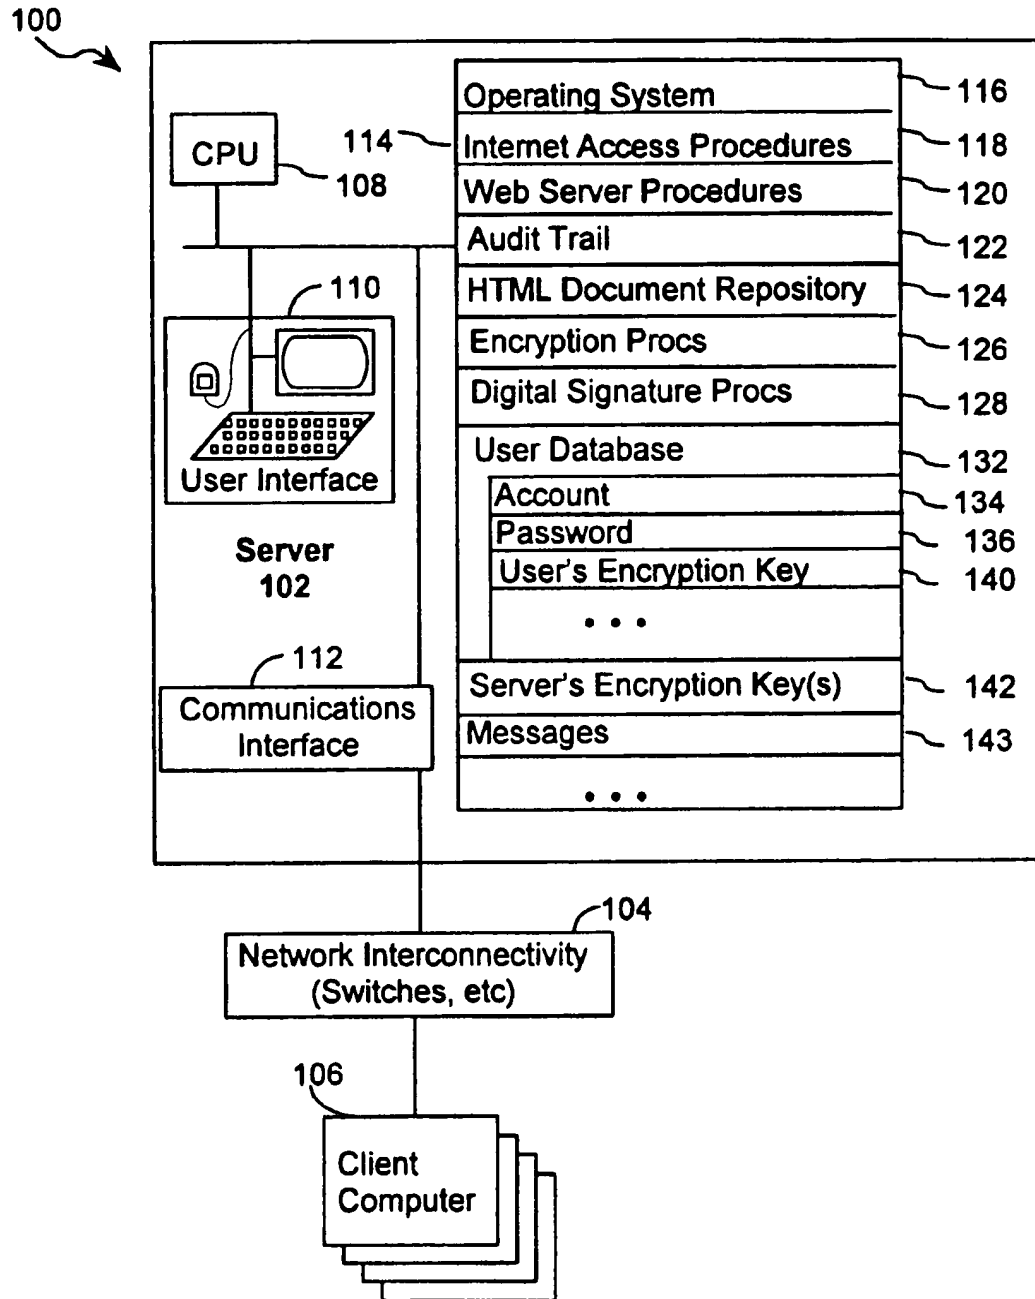 100
CPU
108
114
Operating System
116
Internet Access Procedures
118
Web Server Procedures
120
Audit Trail
122
HTML Document Repository
124
Encryption Procs
126
Digital Signature Procs
128
User Database
132
Account
134
Password
136
User's Encryption Key
140
• • •
Server's Encryption Key(s)
142
Messages
143
• • •
110
User Interface
Server
102
112
Communications
Interface
104
Network Interconnectivity
(Switches, etc)
106
Client
Computer